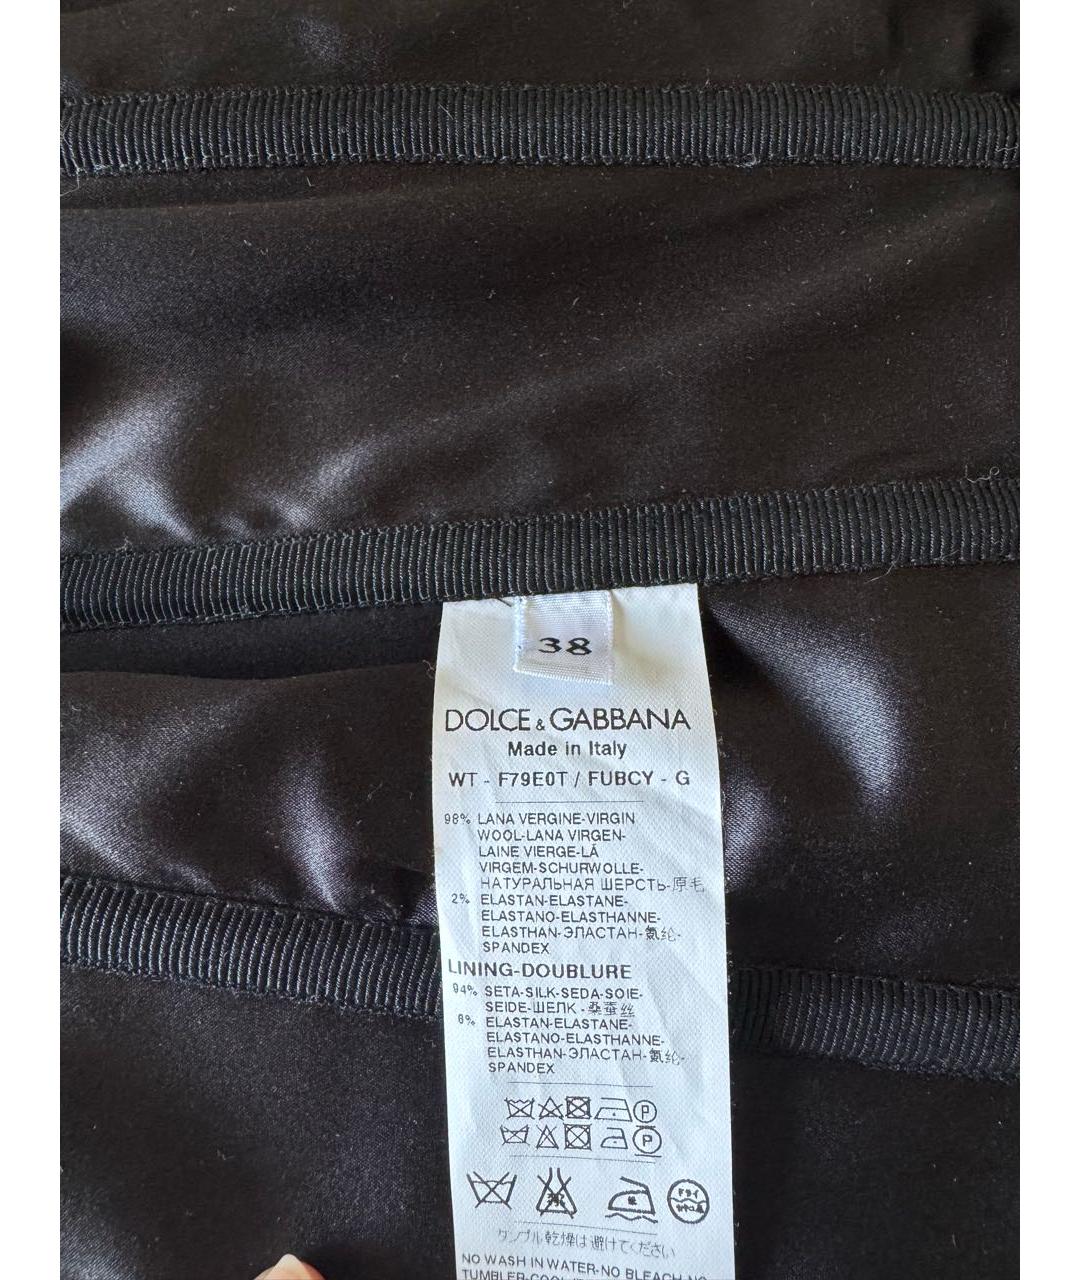 38
DOLCE & GABBANA
Made in Italy
WT - F79E0T / FUBCY - G
98% LANA VERGINE-VIRGIN
WOOL-LANA VIRGEN-
LAINE VIERGE-LÁ
VIRGEM-SCHURWOLLE-
НАТУРАЛЬНАЯ ШЕРСТЬ-原毛
2% ELASTAN-ELASTANE-
ELASTANO-ELASTHANNE-
ELASTHAN-ЭЛАСТАН-氨纶-
SPANDEX
LINING-DOUBLURE
94% SETA-SILK-SEDA-SOIE-
SEIDE-ШЕЛК-桑蚕丝
6% ELASTAN-ELASTANE-
ELASTANO-ELASTHANNE-
ELASTHAN-ЭЛАСТАН-氨纶-
SPANDEX
P
P
ドライ
タンブル乾燥は避けてください
NO WASH IN WATER-NO BLEACH-NO